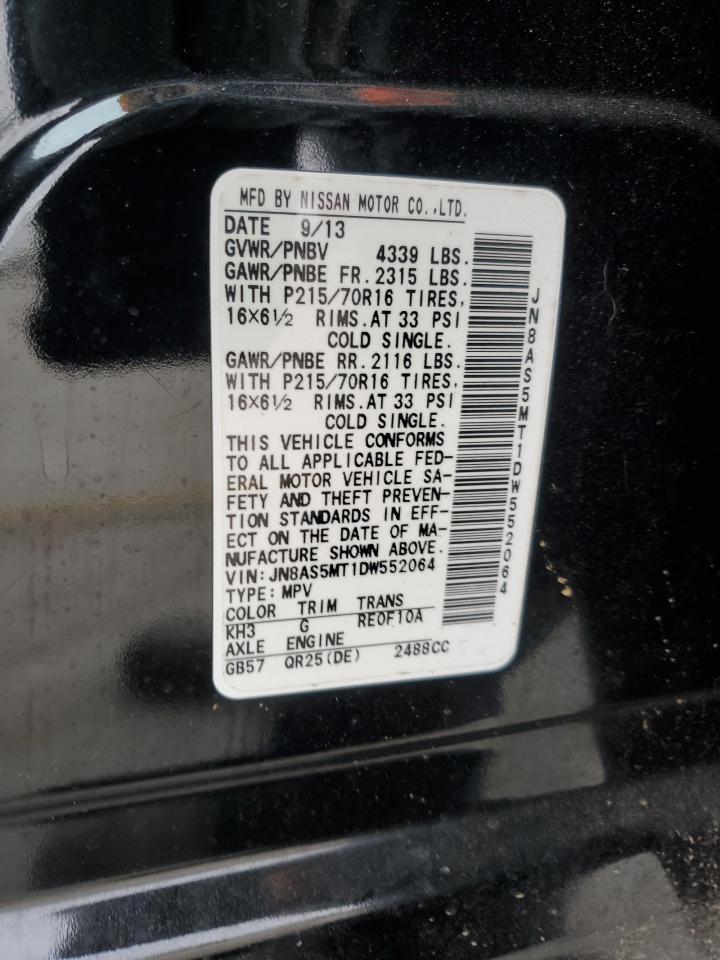 MFD BY NISSAN MOTOR CO.,LTD.
DATE 9/13
GVWR/PNBV 4339 LBS.
GAWR/PNBE FR. 2315 LBS.
WITH P215/70R16 TIRES,
16×6½ RIMS. AT 33 PSI
COLD SINGLE.
GAWR/PNBE RR. 2116 LBS.
WITH P215/70R16 TIRES,
16×6½ RIMS. AT 33 PSI
COLD SINGLE.
THIS VEHICLE CONFORMS
TO ALL APPLICABLE FED-
ERAL MOTOR VEHICLE SA-
FETY AND THEFT PREVEN-
TION STANDARDS IN EFF-
ECT ON THE DATE OF MA-
NUFACTURE SHOWN ABOVE.
VIN:JN8AS5MT1DW552064
TYPE:MPV
COLOR TRIM TRANS
KH3 G RE0F10A
AXLE ENGINE
GB57 QR25(DE) 2488CC
JN8AS5MT1DW552064